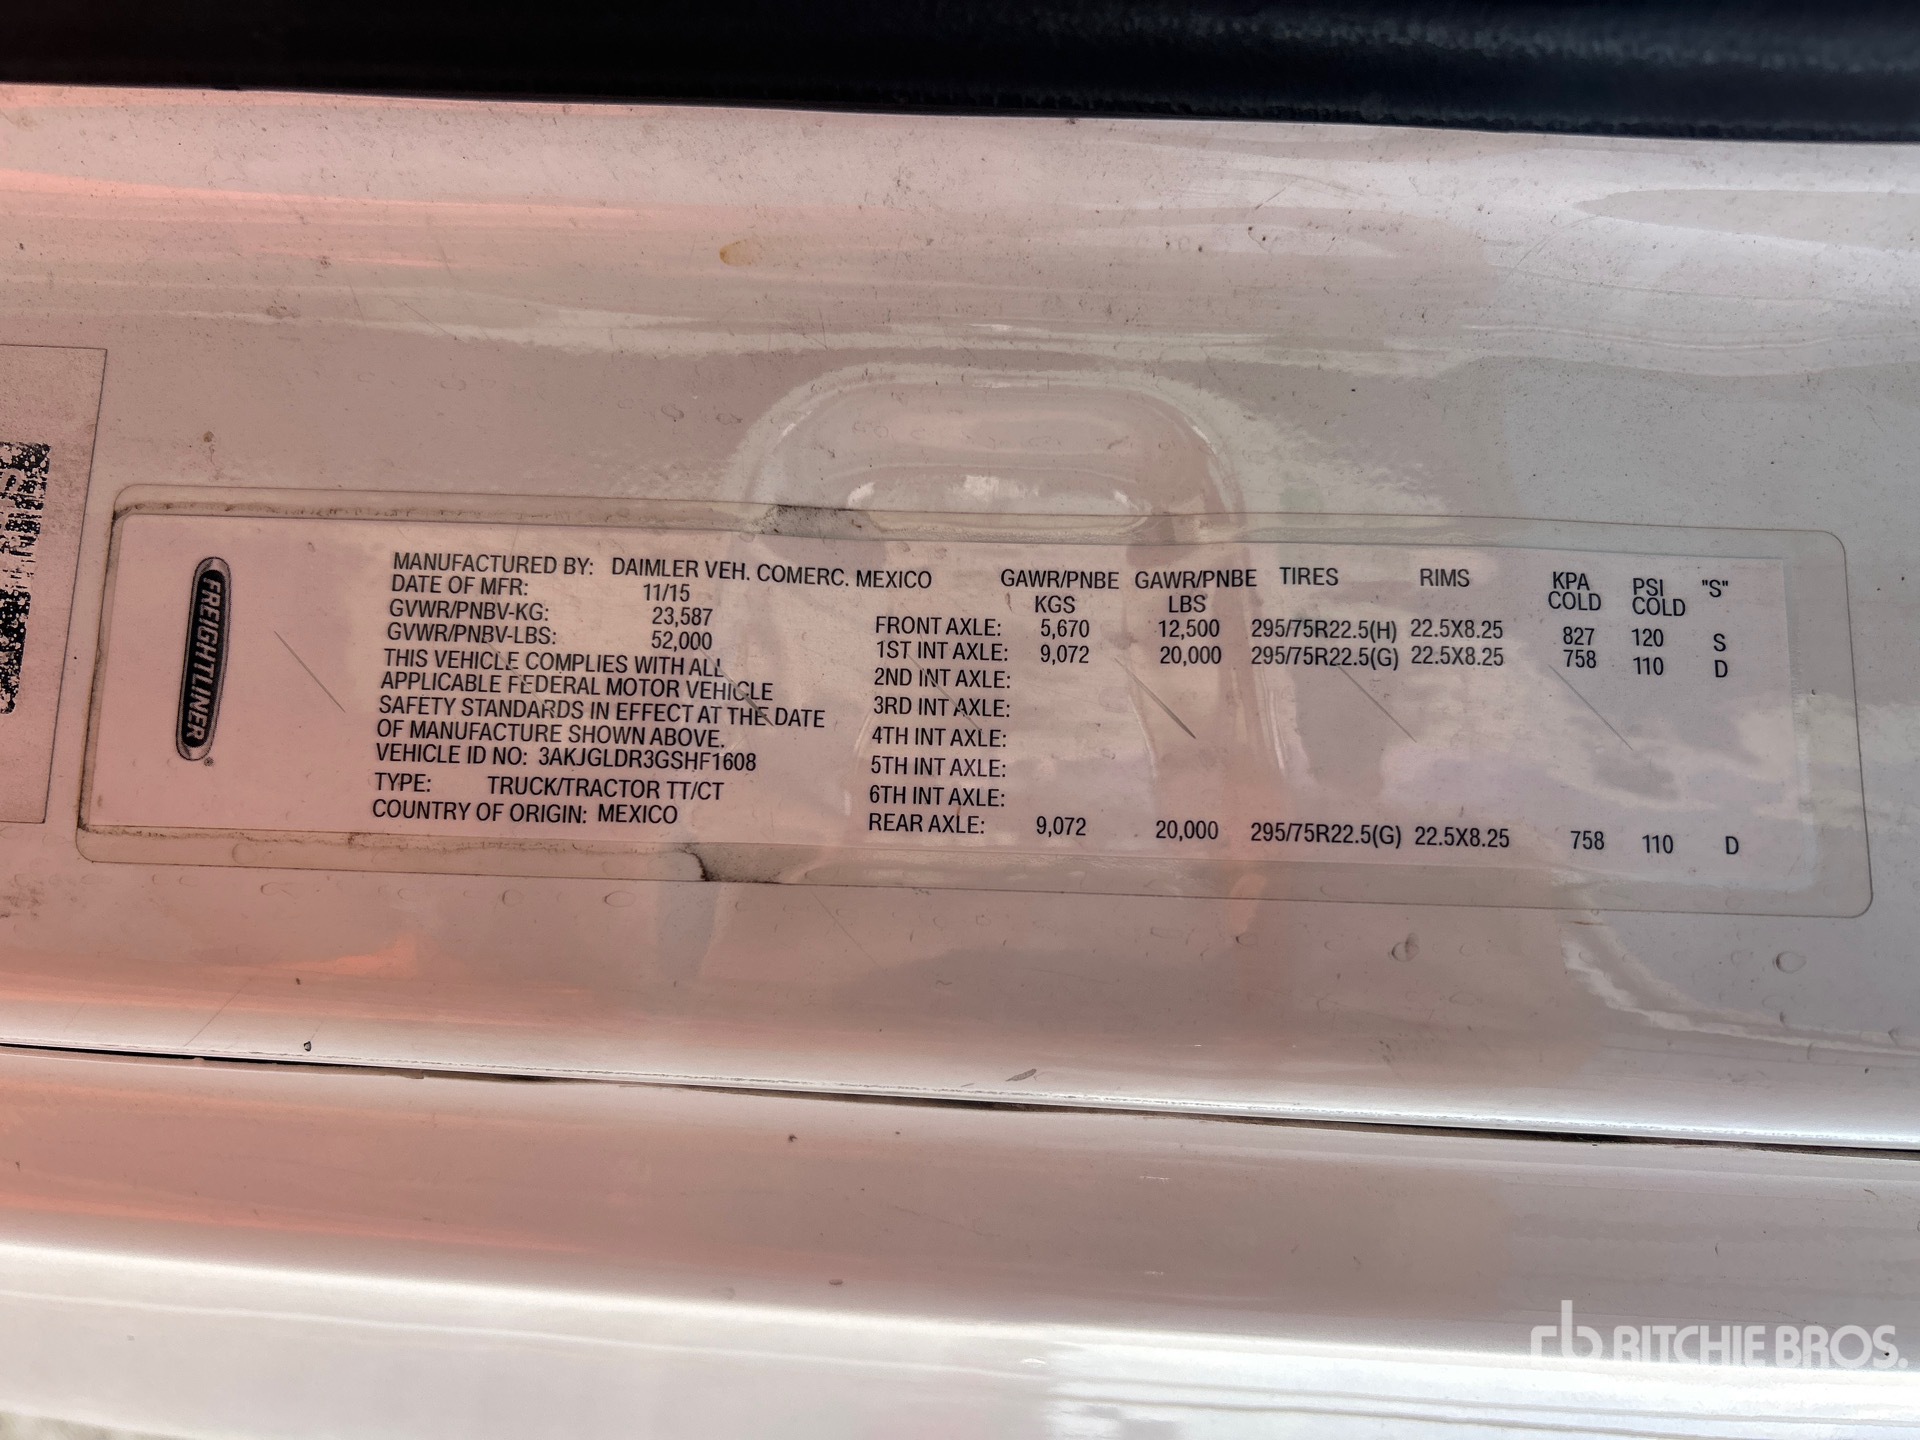 FREIGHTLINER
MANUFACTURED BY: DAIMLER VEH. COMERC. MEXICO
DATE OF MFR: 11/15
GVWR/PNBV-KG: 23,587
GVWR/PNBV-LBS: 52,000
THIS VEHICLE COMPLIES WITH ALL
APPLICABLE FEDERAL MOTOR VEHICLE
SAFETY STANDARDS IN EFFECT AT THE DATE
OF MANUFACTURE SHOWN ABOVE.
VEHICLE ID NO: 3AKJGLDR3GSHF1608
TYPE: TRUCK/TRACTOR TT/CT
COUNTRY OF ORIGIN: MEXICO
GAWR/PNBE GAWR/PNBE TIRES RIMS KPA PSI "S"
KGS LBS COLD COLD
FRONT AXLE: 5,670 12,500 295/75R22.5(H) 22.5X8.25 827 120 S
1ST INT AXLE: 9,072 20,000 295/75R22.5(G) 22.5X8.25 758 110 D
2ND INT AXLE:
3RD INT AXLE:
4TH INT AXLE:
5TH INT AXLE:
6TH INT AXLE:
REAR AXLE: 9,072 20,000 295/75R22.5(G) 22.5X8.25 758 110 D
rb RITCHIE BROS.